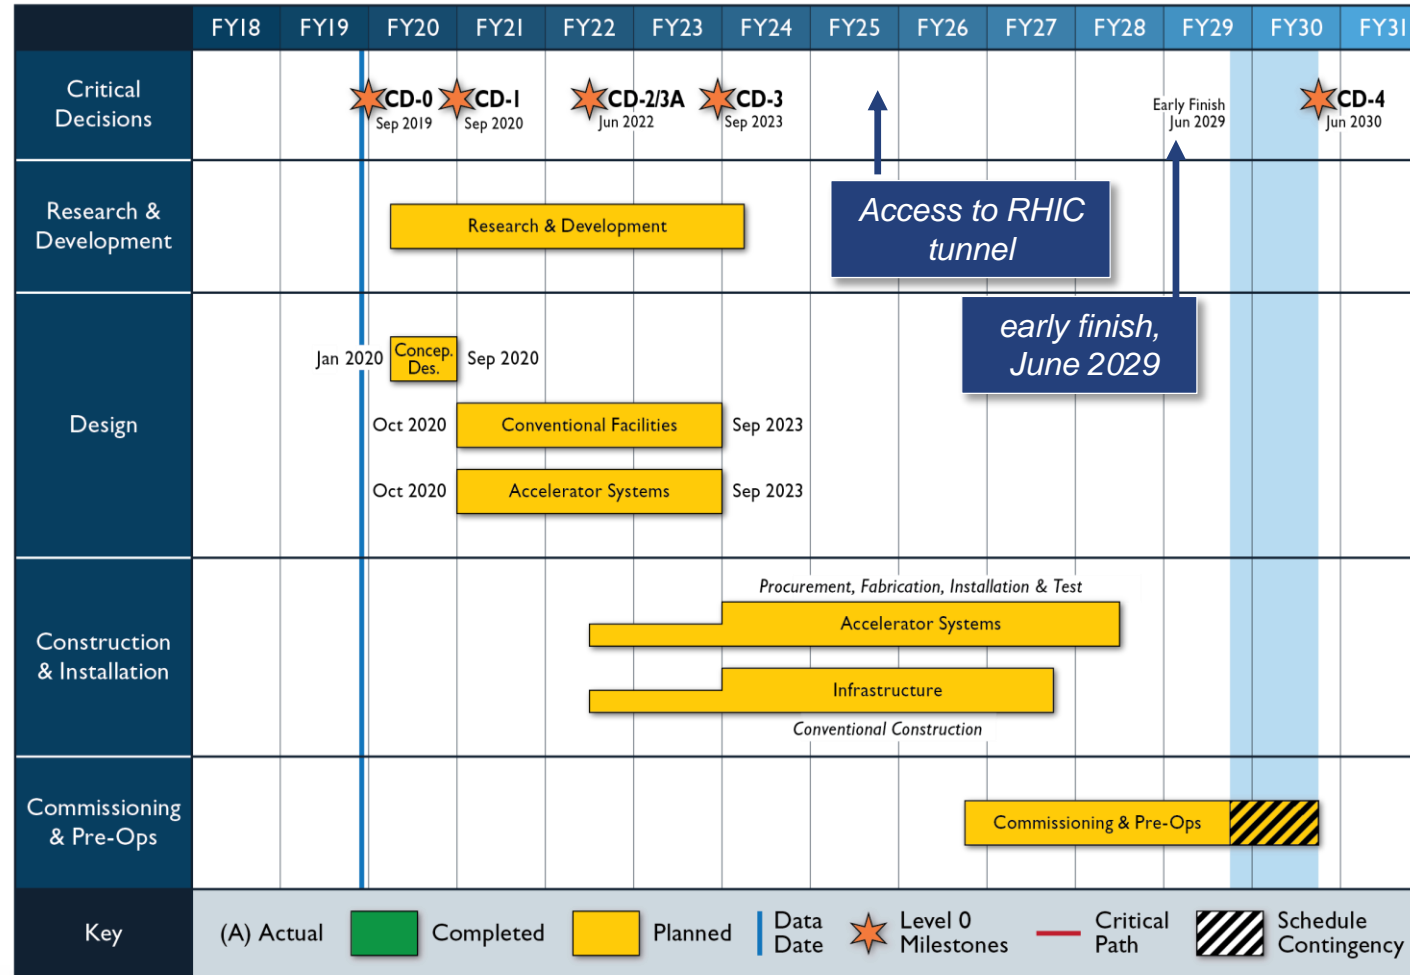 FY18 FY19 FY20 FY21 FY22 FY23 FY24 FY25 FY26 FY27 FY28 FY29 FY30 FY31
Critical
Decisions
CD-0
Sep 2019
CD-1
Sep 2020
CD-2/3A
Jun 2022
CD-3
Sep 2023
Early Finish
Jun 2029
CD-4
Jun 2030
Access to RHIC
tunnel
Research &
Development
Research & Development
early finish,
June 2029
Design
Jan 2020
Concep.
Des.
Sep 2020
Oct 2020 Conventional Facilities Sep 2023
Oct 2020 Accelerator Systems Sep 2023
Construction
& Installation
Procurement, Fabrication, Installation & Test
Accelerator Systems
Infrastructure
Conventional Construction
Commissioning
& Pre-Ops
Commissioning & Pre-Ops
Key
(A) Actual
Completed
Planned
Data
Date
Level 0
Milestones
Critical
Path
Schedule
Contingency